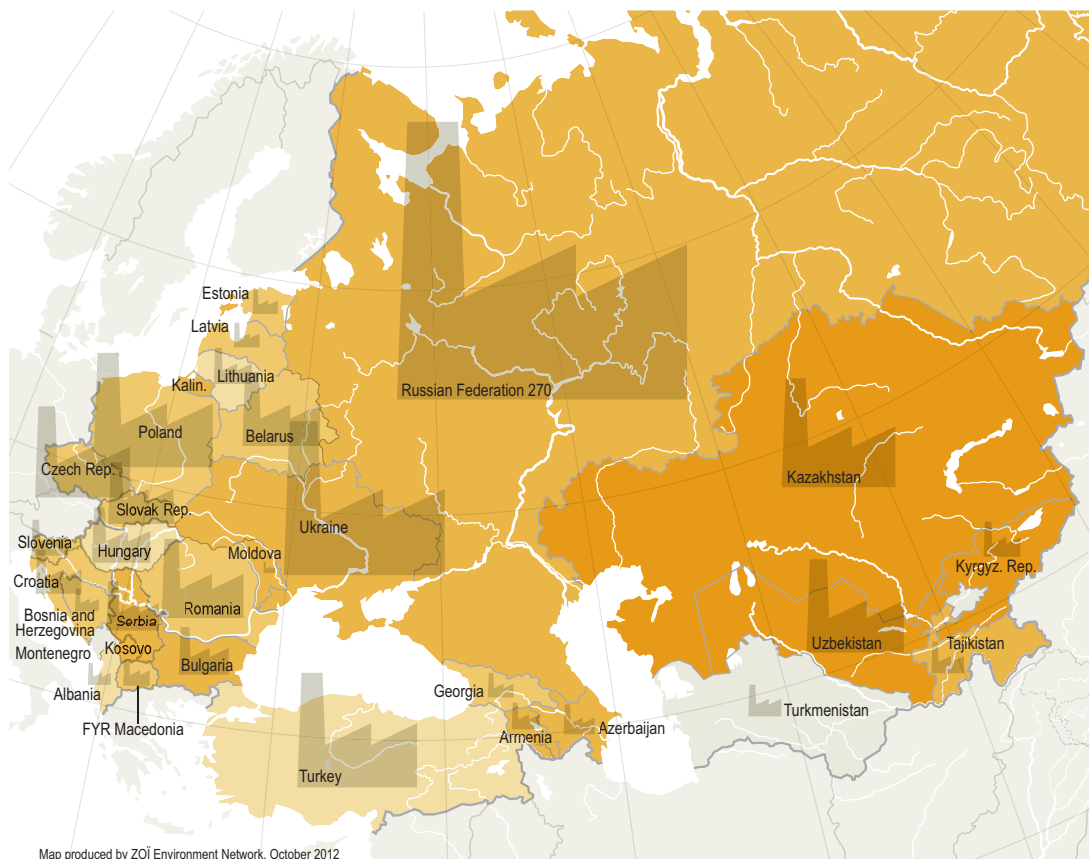 Estonia
Latvia
Lithuania
Kalin.
Russian Federation 270
Poland
Belarus
Czech Rep.
Kazakhstan
Slovak Rep.
Ukraine
Slovenia
Hungary
Moldova
Kyrgyz. Rep.
Croatia
Romania
Bosnia and
Herzegovina
Serbia
Uzbekistan
Tajikistan
Montenegro
Kosovo
Bulgaria
Albania
Georgia
Turkmenistan
FYR Macedonia
Armenia
Azerbaijan
Turkey
Map produced by ZOÏ Environment Network, October 2012